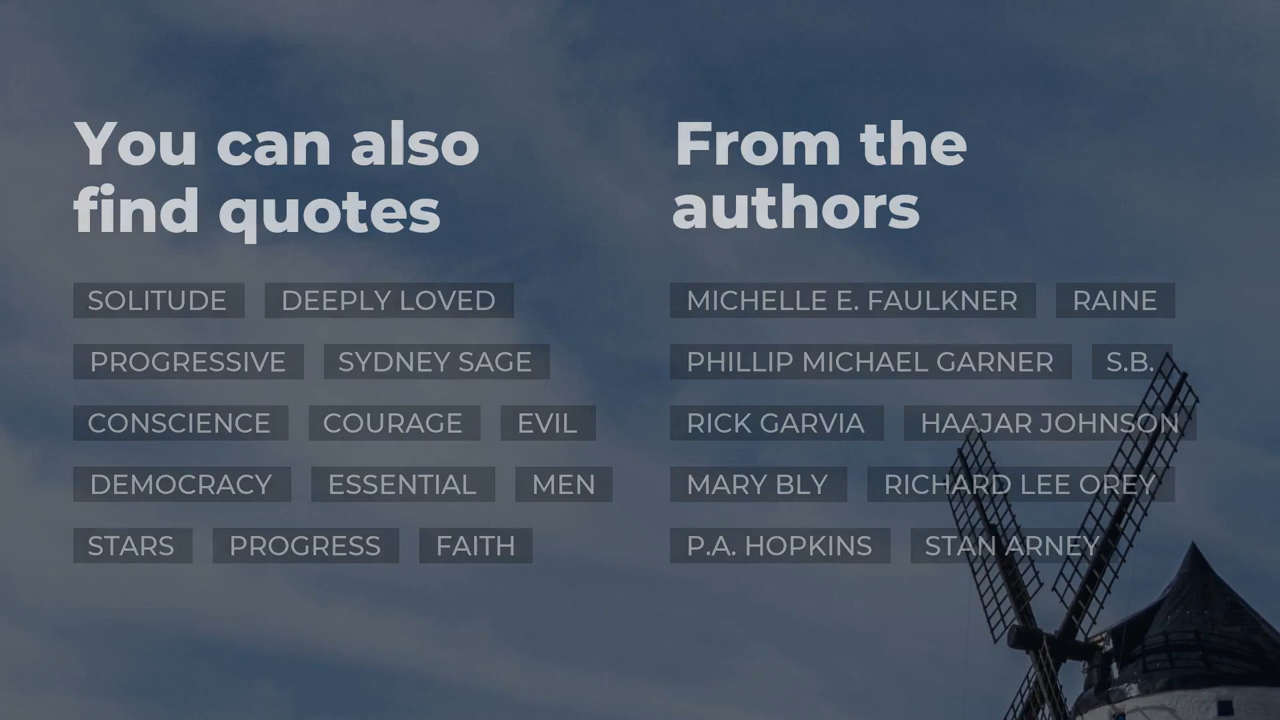 You can also
find quotes
SOLITUDE DEEPLY LOVED
PROGRESSIVE SYDNEY SAGE
CONSCIENCE COURAGE EVIL
DEMOCRACY ESSENTIAL MEN
STARS PROGRESS FAITH
From the
authors
MICHELLE E. FAULKNER RAINE
PHILLIP MICHAEL GARNER S.B.
RICK GARVIA HAAJAR JOHNSON
MARY BLY RICHARD LEE OREY
P.A. HOPKINS STAN ARNEY